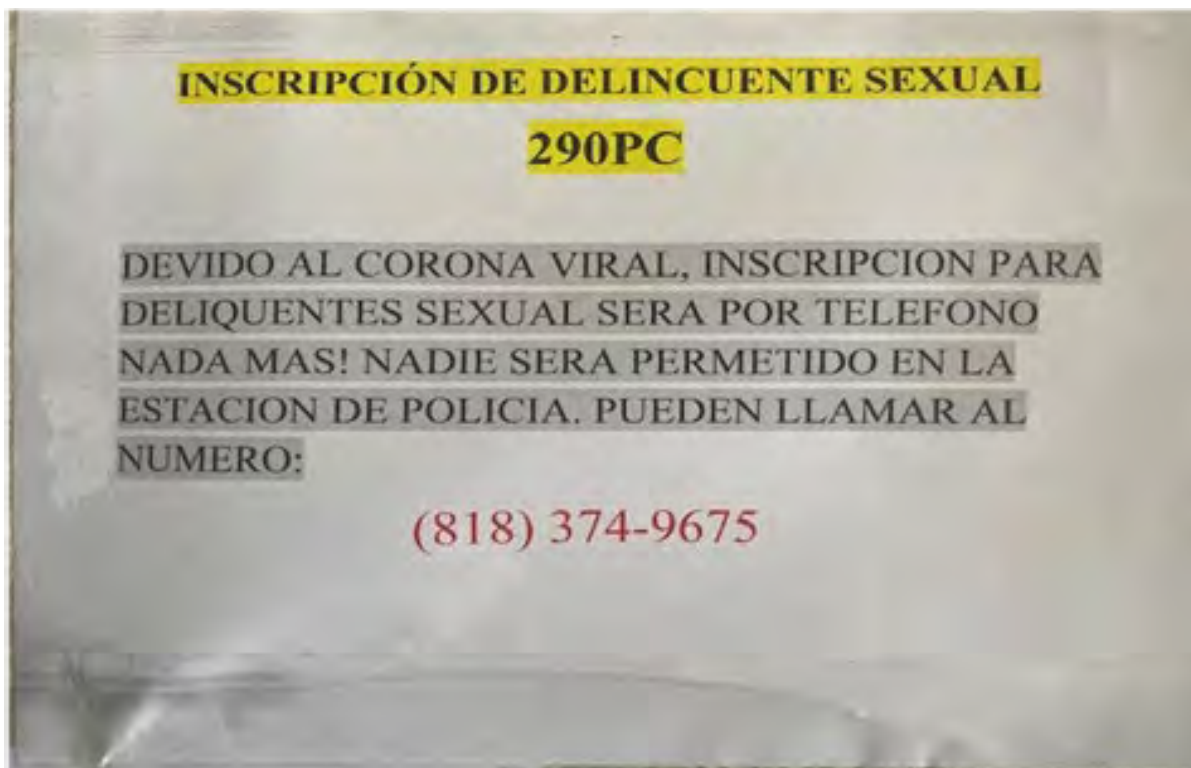 INSCRIPCIÓN DE DELINCUENTE SEXUAL
290PC
DEVIDO AL CORONA VIRAL, INSCRIPCION PARA
DELIQUENTES SEXUAL SERA POR TELEFONO
NADA MAS! NADIE SERA PERMETIDO EN LA
ESTACION DE POLICIA. PUEDEN LLAMAR AL
NUMERO:
(818) 374-9675